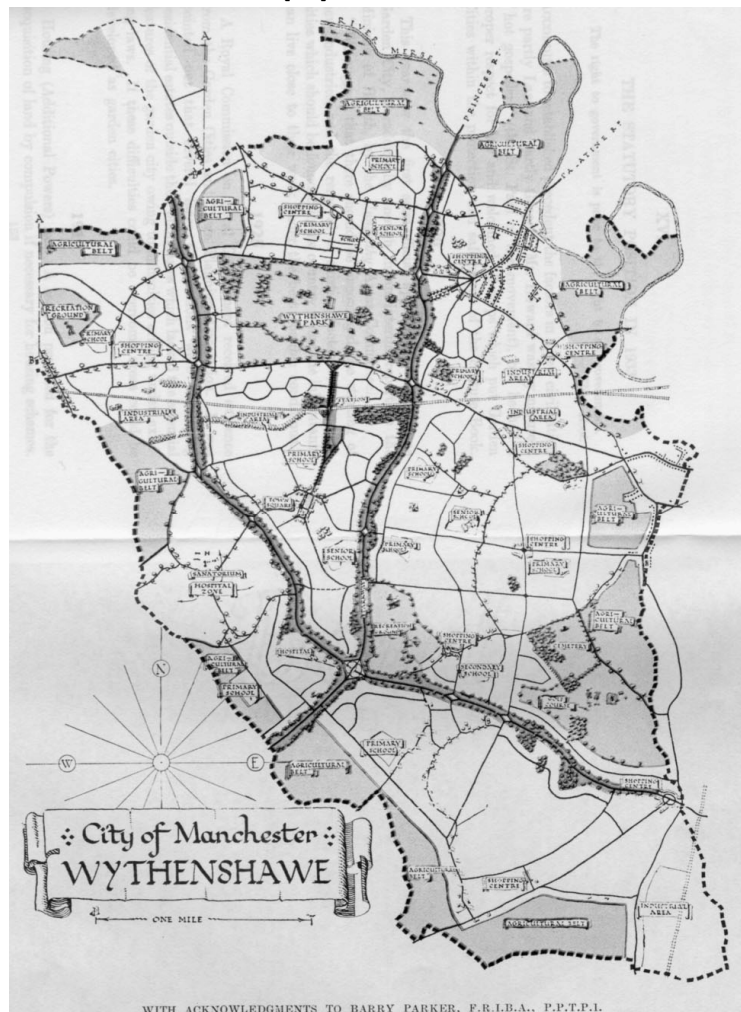 RIVER MERSEY
PRINCESS RD.
PALATINE RD.
AGRICULTURAL
BELT
AGRICULTURAL
BELT
PRIMARY
SCHOOL
A
AGRI-
CULTURAL
BELT
SHOPPING
CENTRE
PRIMARY
SCHOOL
SENIOR
SCHOOL
A
AGRICULTURAL
BELT
SHOPPING
CENTRE
AGRICULTURAL
BELT
RECREATION
GROUND
PRIMARY
SCHOOL
WYTHENSHAWE
PARK
SHOPPING
CENTRE
SHOPPING
CENTRE
B
PRIMARY
SCHOOL
INDUSTRIAL
AREA
STATION
INDUSTRIAL
AREA
INDUSTRIAL
AREA
INDUSTRIAL
AREA
SHOPPING
CENTRE
PRIMARY
SCHOOL
PRIMARY
SCHOOL
AGRI-
CULTURAL
BELT
TOWN
SQUARE
SENIOR
SCHOOL
AGRI-
CULTURAL
BELT
SENIOR
SCHOOL
PRIMARY
SCHOOL
SHOPPING
CENTRE
PRIMARY
SCHOOL
SANATORIUM
HOSPITAL
ZONE
AGRI-
CULTURAL
BELT
RECREATION
GROUND
SHOPPING
CENTRE
CEMETERY
HOSPITAL
AGRI-
CULTURAL
BELT
PRIMARY
SCHOOL
SECONDARY
SCHOOL
GOLF
COURSE
N
W
E
PRIMARY
SCHOOL
AGRICULTURAL
BELT
SHOPPING
CENTRE
City of Manchester
WYTHENSHAWE
ONE MILE
AGRICULTURAL
BELT
SHOPPING
CENTRE
INDUSTRIAL
AREA
AGRICULTURAL BELT
WITH ACKNOWLEDGMENTS TO BARRY PARKER, F.R.I.B.A., P.P.T.P.I.